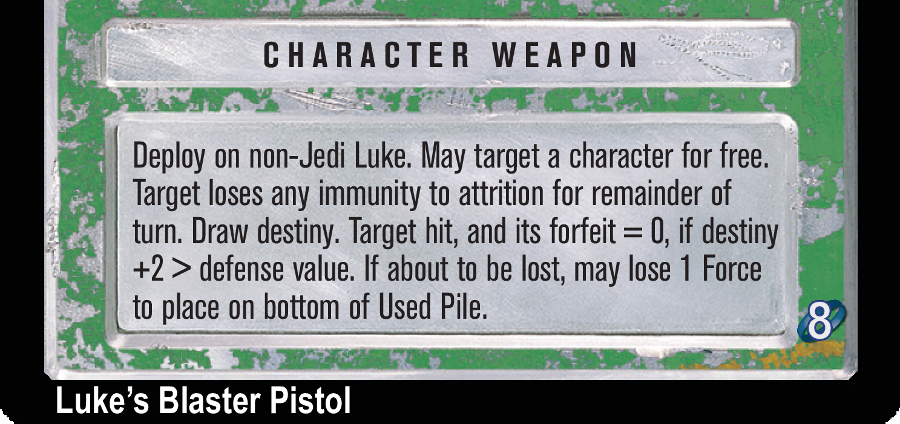 CHARACTER WEAPON
Deploy on non-Jedi Luke. May target a character for free.
Target loses any immunity to attrition for remainder of
turn. Draw destiny. Target hit, and its forfeit = 0, if destiny
+2 > defense value. If about to be lost, may lose 1 Force
to place on bottom of Used Pile.
8
Luke's Blaster Pistol